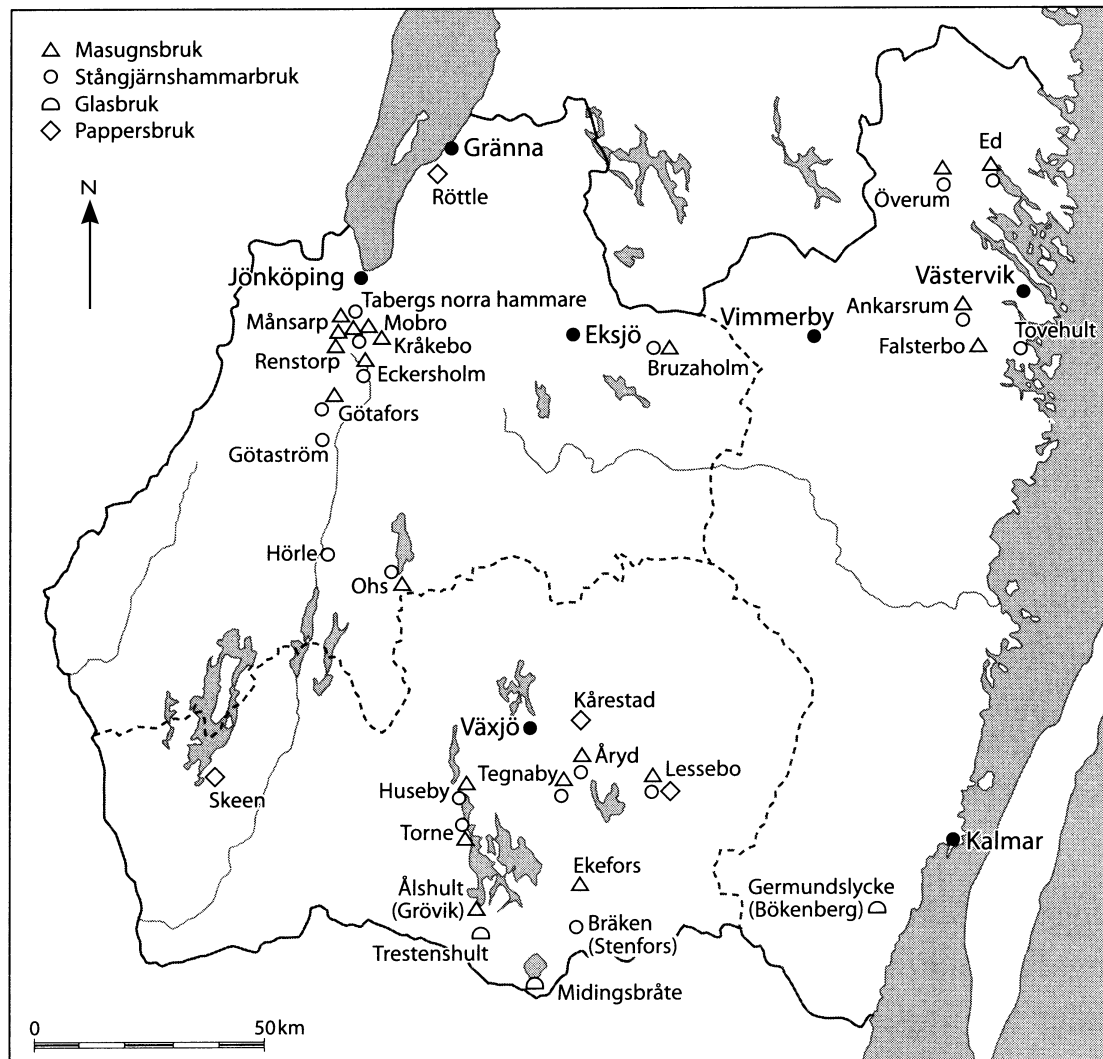 Masugnsbruk
Stångjärnshammarbruk
Glasbruk
Pappersbruk
N
Gränna
Röttle
Ed
Överum
Jönköping
Tabergs norra hammare
Månsarp
Mobro
Kråkebo
Renstorp
Eckersholm
Götafors
Götaström
Eksjö
Bruzaholm
Vimmerby
Västervik
Ankarsrum
Tovehult
Falsterbo
Hörle
Ohs
Kårestad
Växjö
Åryd
Tegnaby
Lessebo
Huseby
Skeen
Torne
Kalmar
Ekefors
Ålshult
(Grövik)
Germundslycke
(Bökenberg)
Bräken
(Stenfors)
Trestenshult
Midingsbråte
0
50 km